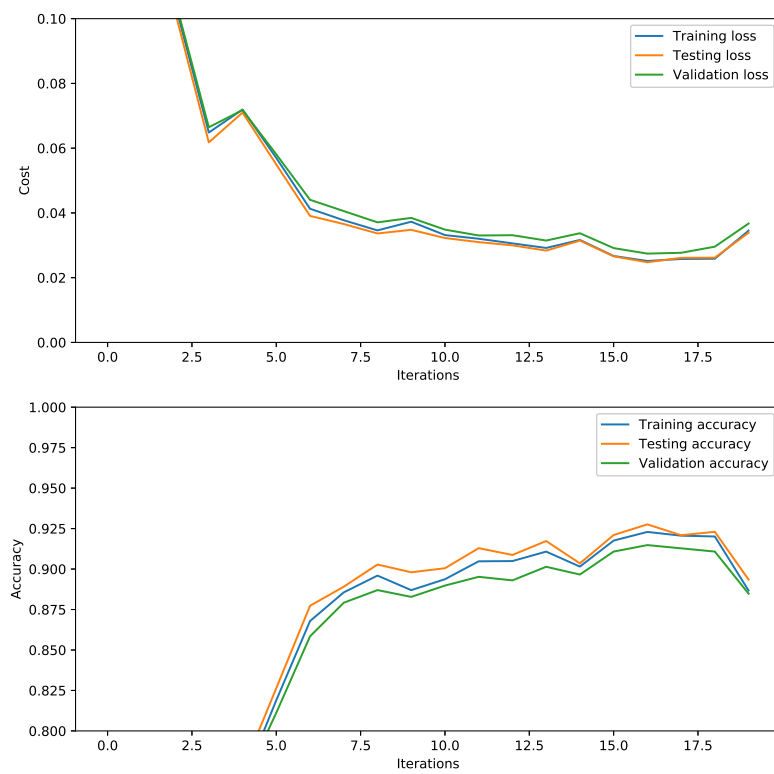 0.10
0.08
0.06
0.04
0.02
0.00
Cost
Training loss
Testing loss
Validation loss
0.0 2.5 5.0 7.5 10.0 12.5 15.0 17.5
Iterations
1.000
0.975
0.950
0.925
0.900
0.875
0.850
0.825
0.800
Accuracy
Training accuracy
Testing accuracy
Validation accuracy
0.0 2.5 5.0 7.5 10.0 12.5 15.0 17.5
Iterations